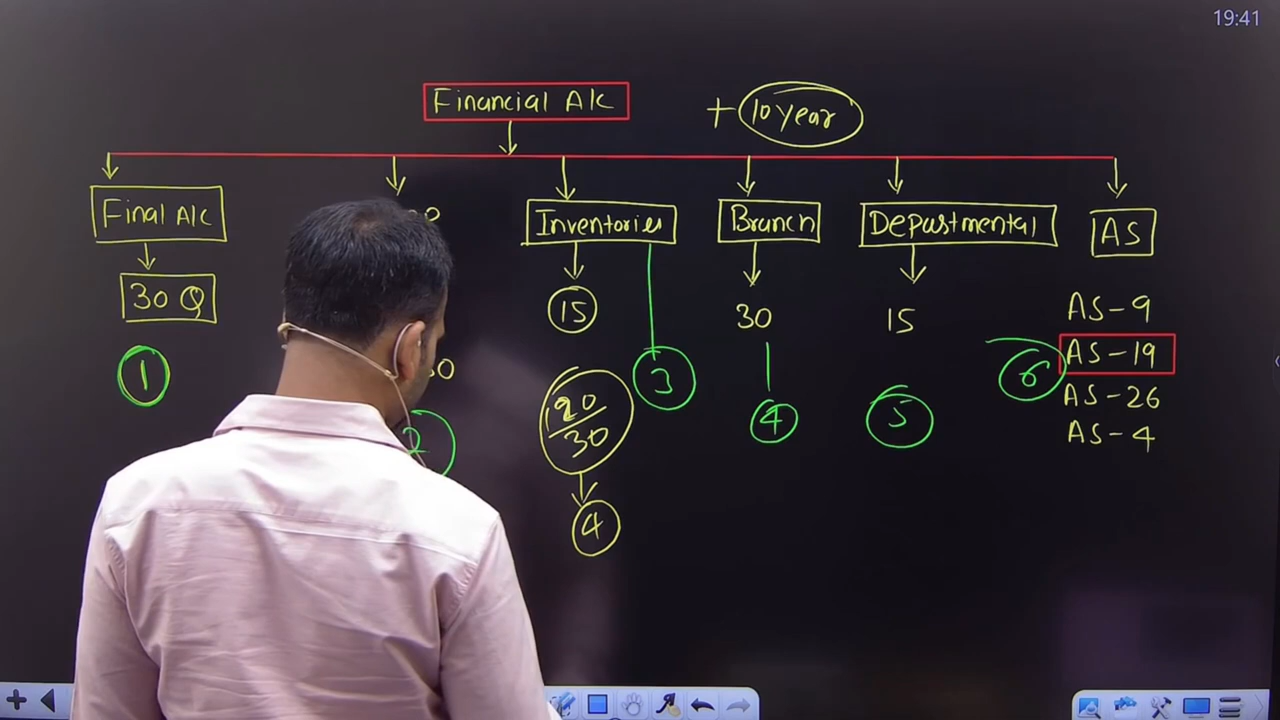 19:41
Financial A/c
+ 10 year
Final A/c
Inventories
Branch
Departmental
AS
30 Q
15
30
15
AS-9
AS-19
AS-26
AS-4
1
2
3
4
5
6
20
30
4